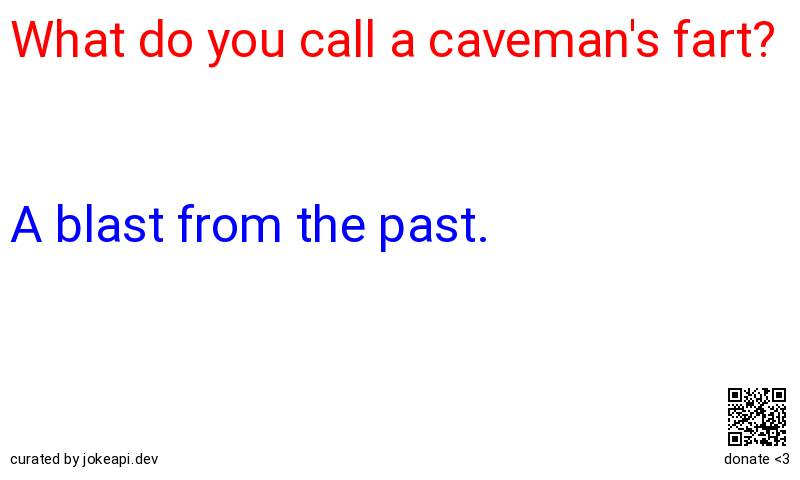 What do you call a caveman's fart?
A blast from the past.
curated by jokeapi.dev
donate <3